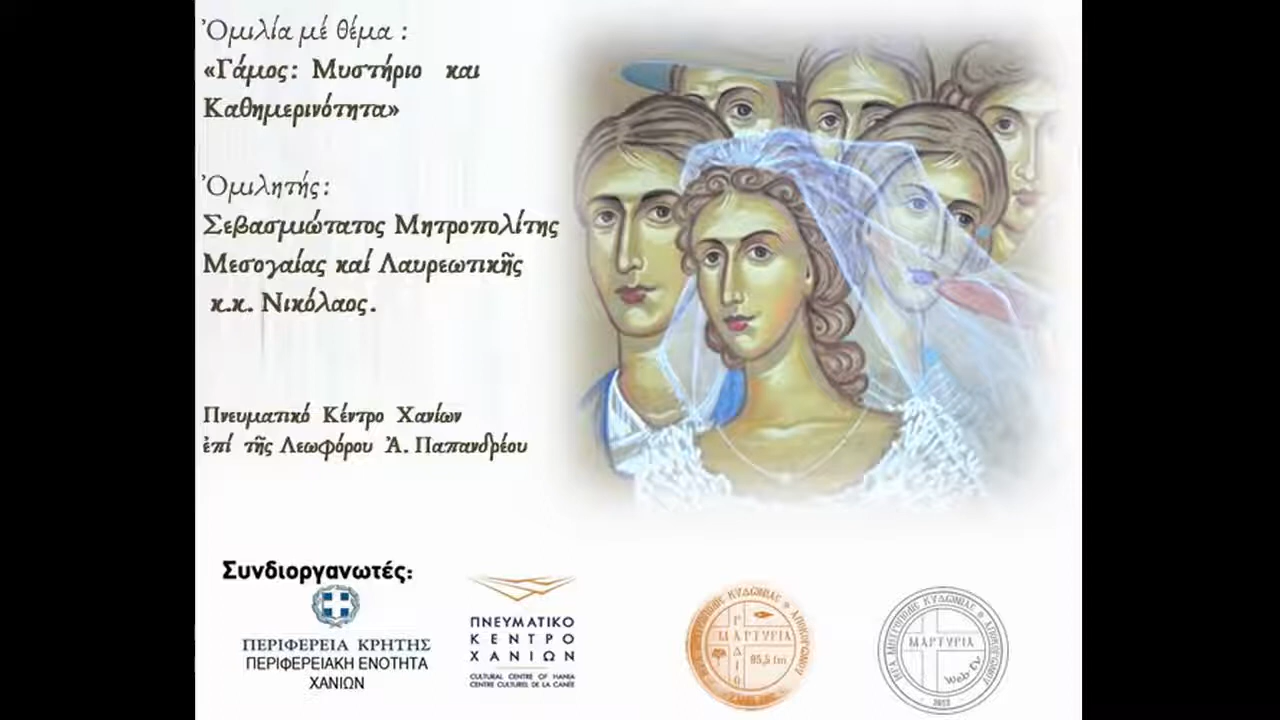 Ὁμιλία μέ θέμα :
«Γάμος: Μυστήριο και
Καθημερινότητα»
Ὁμιλητής:
Σεβασμιώτατος Μητροπολίτης
Μεσογαίας καί Λαυρεωτικῆς
κ.κ. Νικόλαος.
Πνευματικό Κέντρο Χανίων
ἐπί τῆς Λεωφόρου Ἀ. Παπανδρέου
Συνδιοργανωτές:
ΠΕΡΙΦΕΡΕΙΑ ΚΡΗΤΗΣ
ΠΕΡΙΦΕΡΕΙΑΚΗ ΕΝΟΤΗΤΑ
ΧΑΝΙΩΝ
ΠΝΕΥΜΑΤΙΚΟ
ΚΕΝΤΡΟ
ΧΑΝΙΩΝ
CULTURAL CENTRE OF HANIA
CENTRE CULTUREL DE LA CANÉE
ΜΑΡΤΥΡΙΑ
95,5 fm
ΜΑΡΤΥΡΙΑ
Web-TV